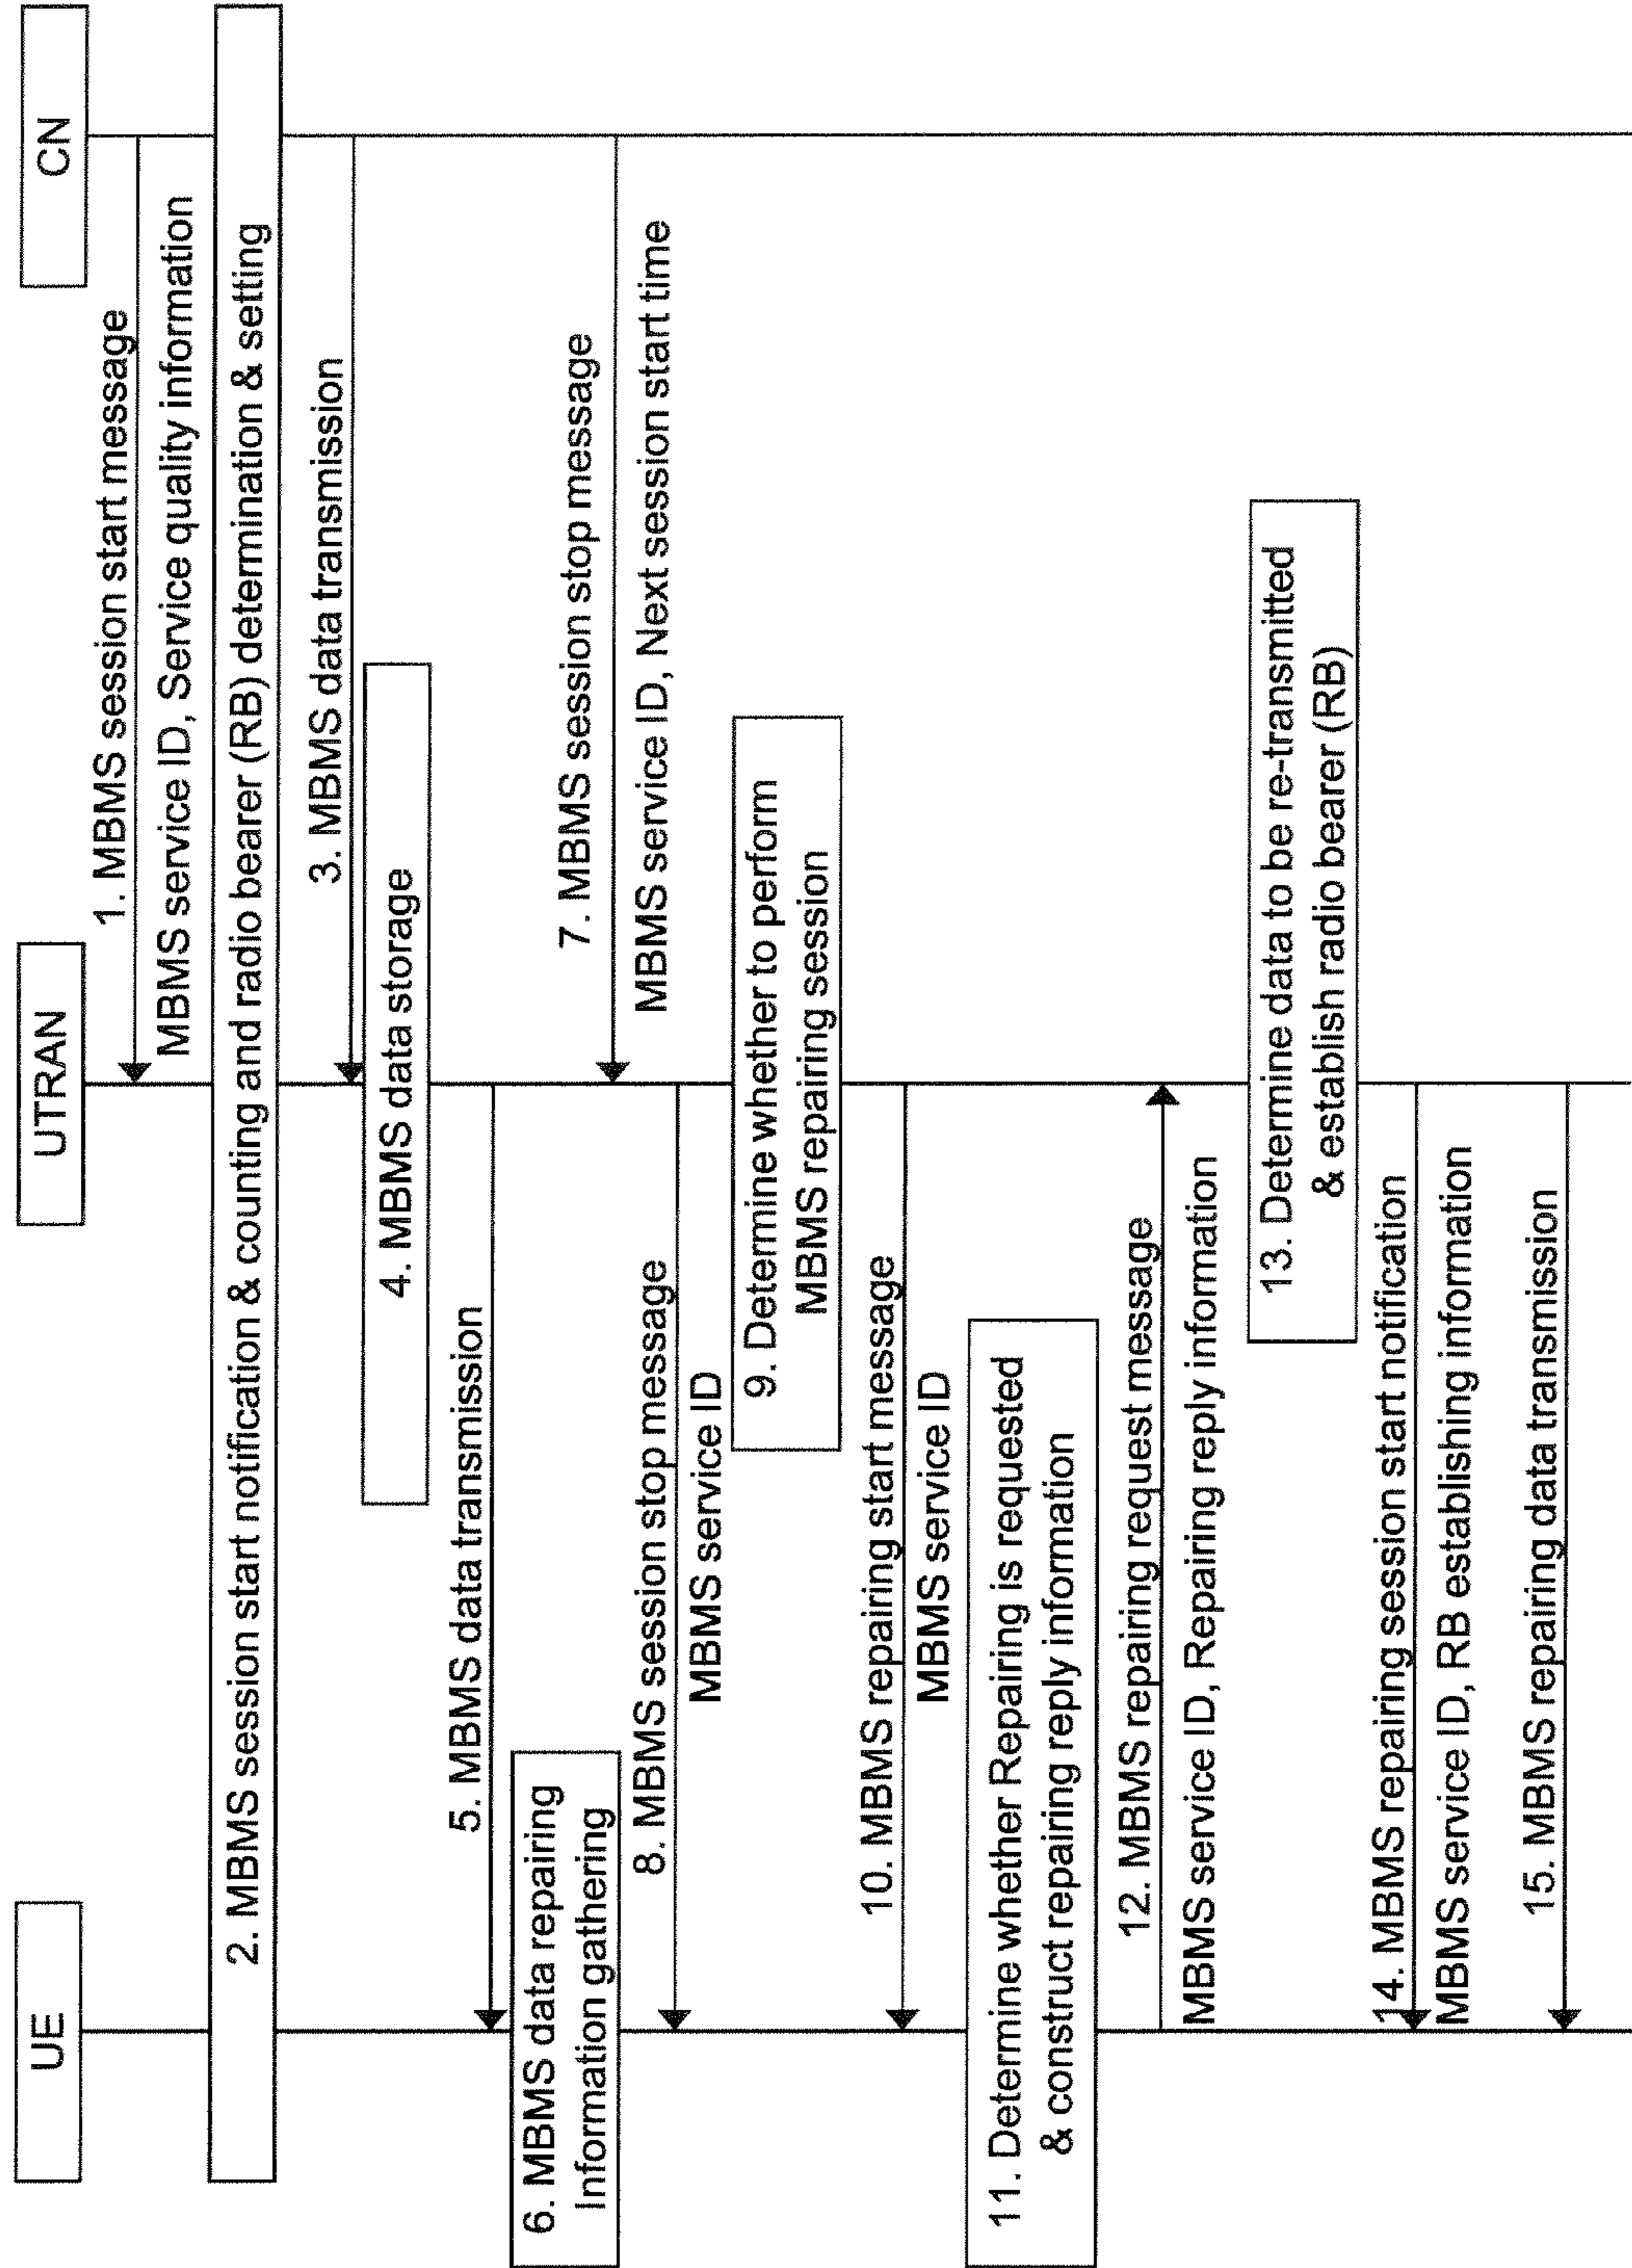 UE
UTRAN
CN
1. MBMS session start message
MBMS service ID, Service quality information
2. MBMS session start notification & counting and radio bearer (RB) determination & setting
3. MBMS data transmission
4. MBMS data storage
5. MBMS data transmission
6. MBMS data repairing
Information gathering
7. MBMS session stop message
MBMS service ID, Next session start time
8. MBMS session stop message
MBMS service ID
9. Determine whether to perform
MBMS repairing session
10. MBMS repairing start message
MBMS service ID
11. Determine whether Repairing is requested
& construct repairing reply information
12. MBMS repairing request message
MBMS service ID, Repairing reply information
13. Determine data to be re-transmitted
& establish radio bearer (RB)
14. MBMS repairing session start notification
MBMS service ID, RB establishing information
15. MBMS repairing data transmission